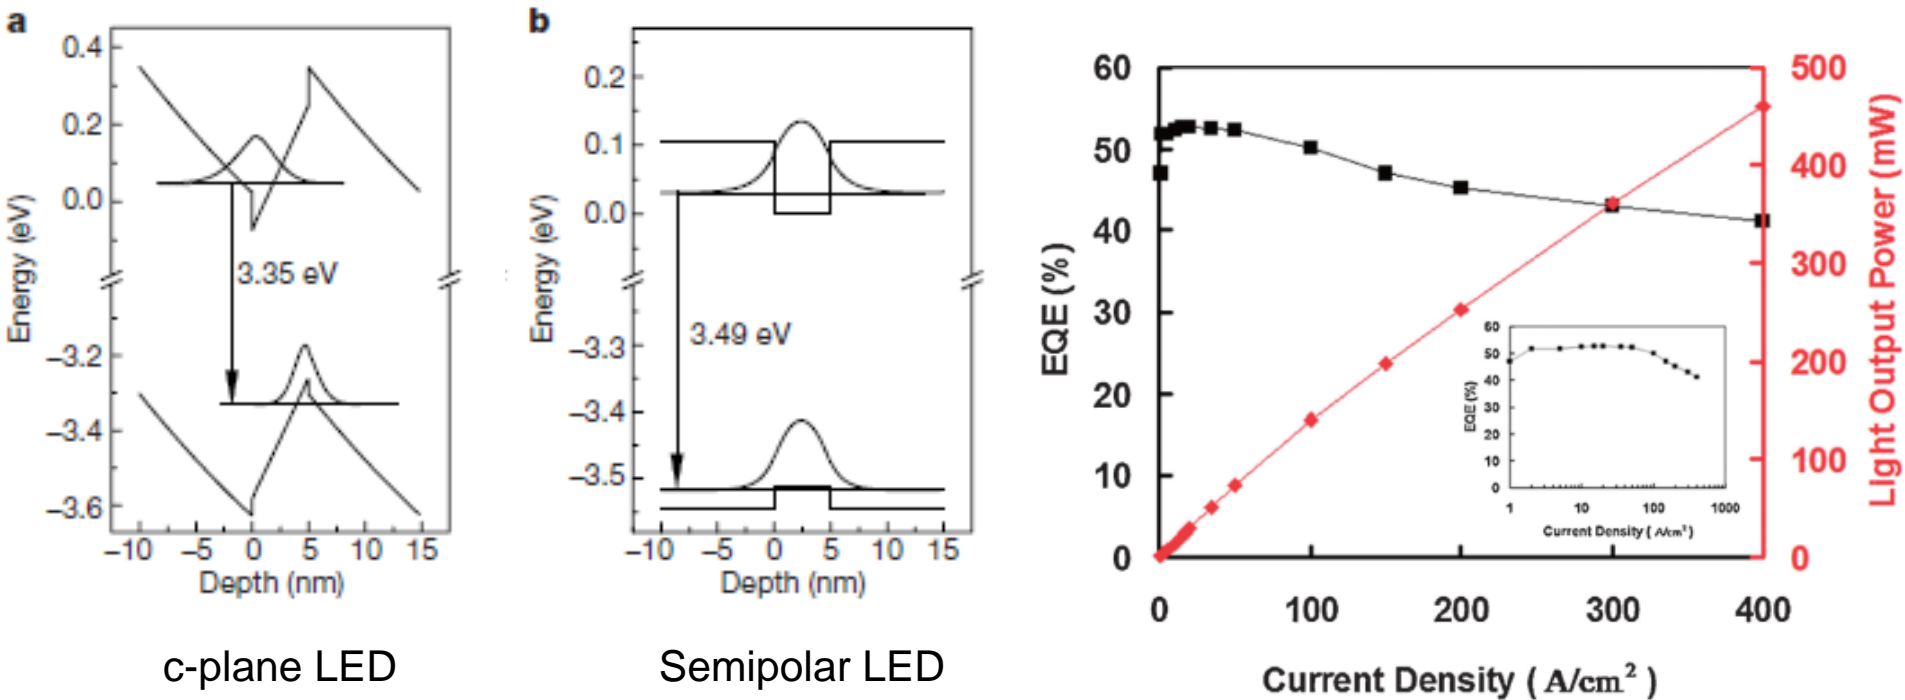 a
0.4
0.2
0.0
−3.2
−3.4
−3.6
Energy (eV)
3.35 eV
−10 −5 0 5 10 15
Depth (nm)
c-plane LED
b
0.2
0.1
0.0
−3.3
−3.4
−3.5
Energy (eV)
3.49 eV
−10 −5 0 5 10 15
Depth (nm)
Semipolar LED
60
50
40
30
20
10
0
EQE (%)
500
400
300
200
100
0
Light Output Power (mW)
0 100 200 300 400
Current Density ( A/cm² )
60
50
40
30
20
10
0
EQE (%)
1 10 100 1000
Current Density ( A/cm² )